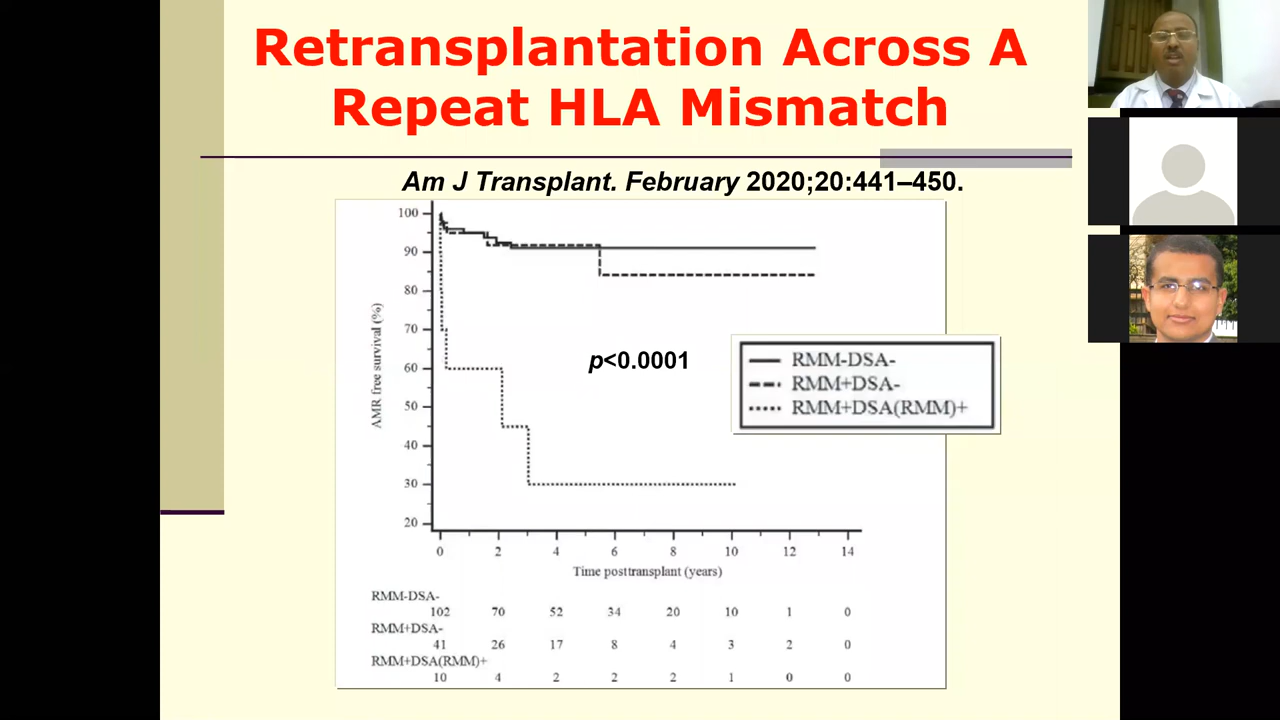 Retransplantation Across A
Repeat HLA Mismatch
Am J Transplant. February 2020;20:441–450.
100
90
80
70
60
50
40
30
20
AMR free survival (%)
p<0.0001
RMM-DSA-
RMM+DSA-
RMM+DSA(RMM)+
0 2 4 6 8 10 12 14
Time posttransplant (years)
RMM-DSA-
102 70 52 34 20 10 1 0
RMM+DSA-
41 26 17 8 4 3 2 0
RMM+DSA(RMM)+
10 4 2 2 2 1 0 0